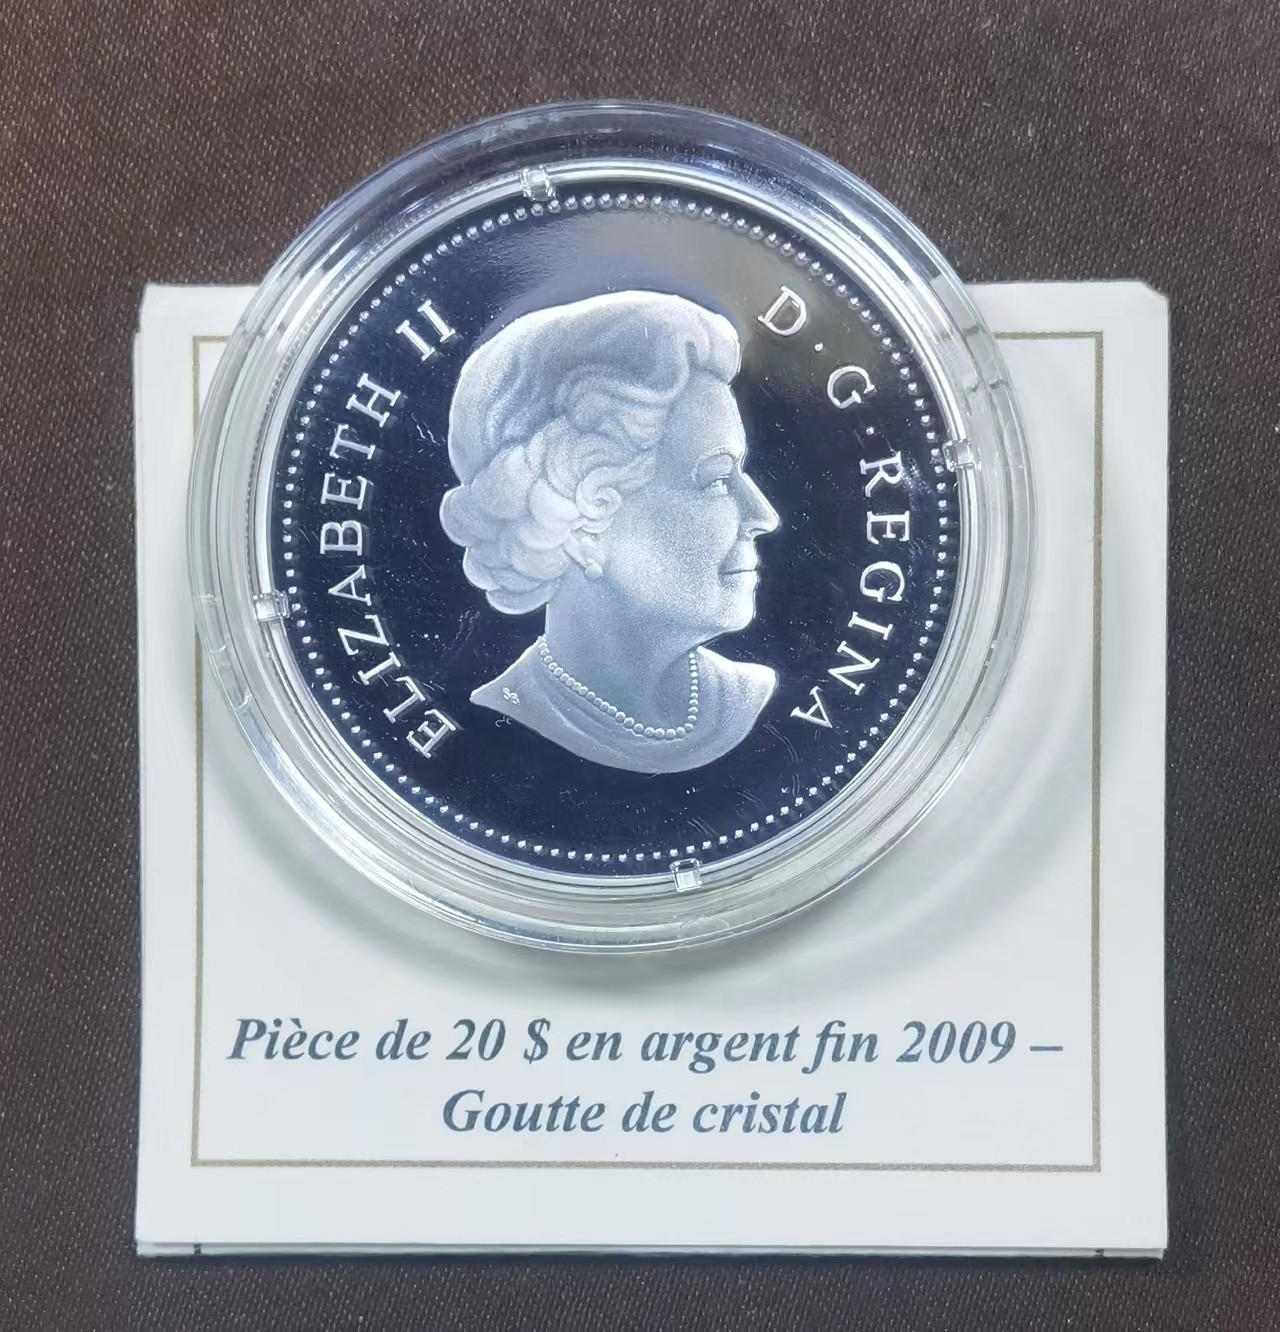 ELIZABETH II
D·G·REGINA
Pièce de 20 $ en argent fin 2009 –
Goutte de cristal